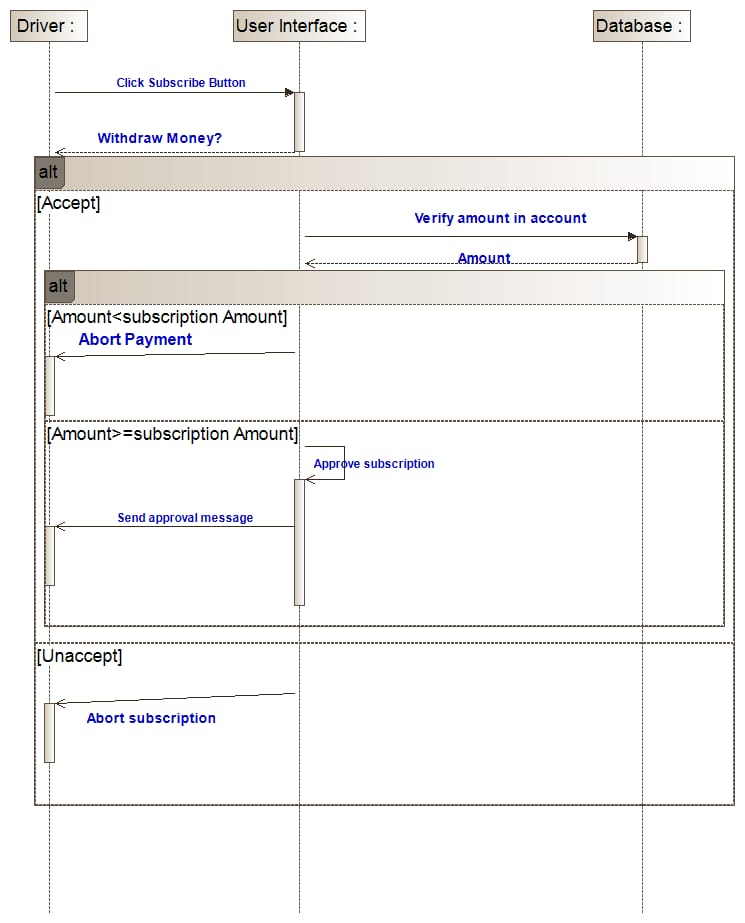 Driver :
User Interface :
Database :
Click Subscribe Button
Withdraw Money?
alt
[Accept]
Verify amount in account
Amount
alt
[Amount<subscription Amount]
Abort Payment
[Amount>=subscription Amount]
Approve subscription
Send approval message
[Unaccept]
Abort subscription